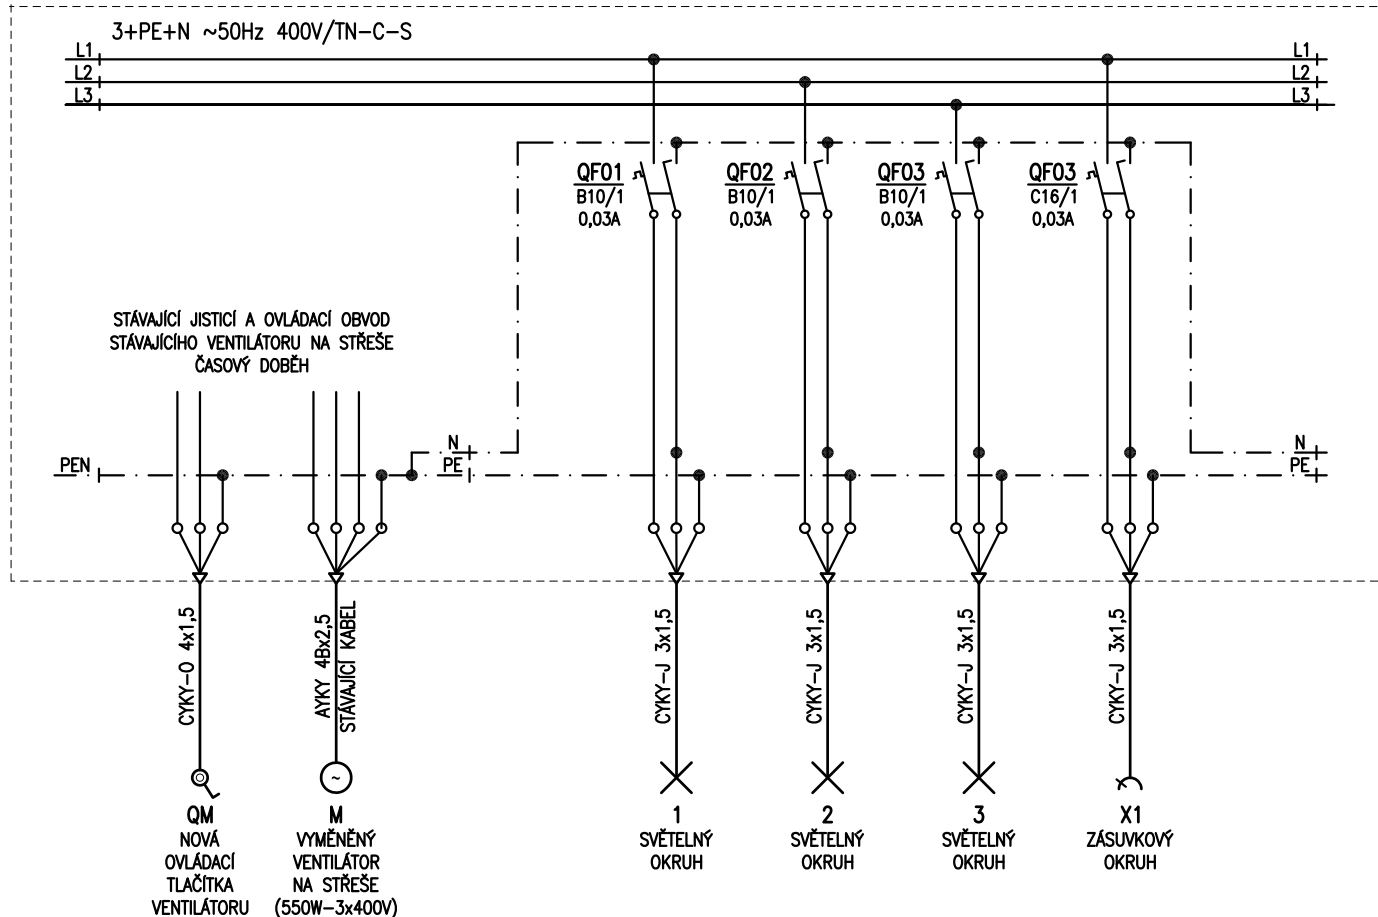 3+PE+N ~50Hz 400V/TN-C-S
L1
L2
L3
L1
L2
L3
QF01
B10/1
0,03A
QF02
B10/1
0,03A
QF03
B10/1
0,03A
QF03
C16/1
0,03A
STÁVAJÍCÍ JISTICÍ A OVLÁDACÍ OBVOD
STÁVAJÍCÍHO VENTILÁTORU NA STŘEŠE
ČASOVÝ DOBĚH
PEN
N
PE
N
PE
CYKY-O 4x1,5
AYKY 4Bx2,5
STÁVAJÍCÍ KABEL
CYKY-J 3x1,5
CYKY-J 3x1,5
CYKY-J 3x1,5
CYKY-J 3x1,5
~
QM
NOVÁ
OVLÁDACÍ
TLAČÍTKA
VENTILÁTORU
M
VYMĚNĚNÝ
VENTILÁTOR
NA STŘEŠE
(550W-3x400V)
1
SVĚTELNÝ
OKRUH
2
SVĚTELNÝ
OKRUH
3
SVĚTELNÝ
OKRUH
X1
ZÁSUVKOVÝ
OKRUH